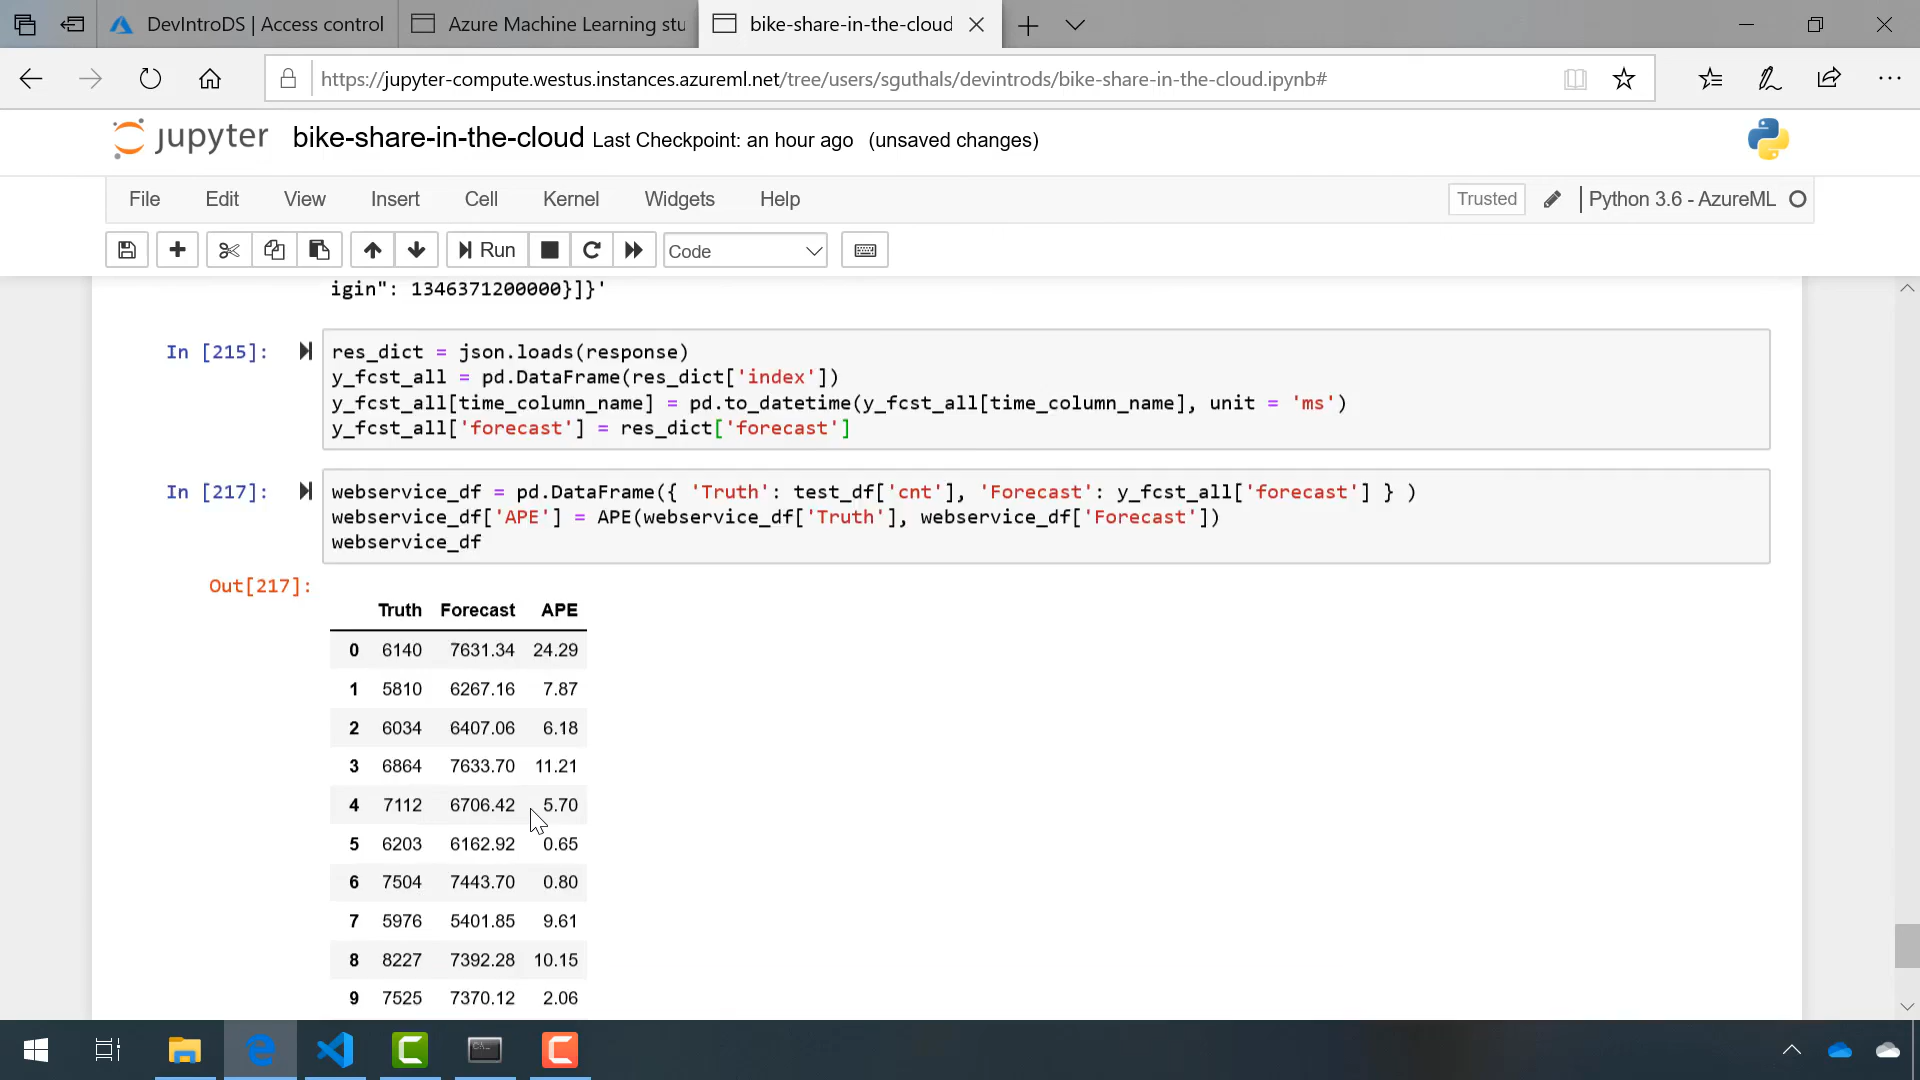 DevIntroDS | Access control
Azure Machine Learning stu
bike-share-in-the-cloud
https://jupyter-compute.westus.instances.azureml.net/tree/users/sguthals/devintrods/bike-share-in-the-cloud.ipynb#
jupyter bike-share-in-the-cloud Last Checkpoint: an hour ago (unsaved changes)
File Edit View Insert Cell Kernel Widgets Help Trusted Python 3.6 - AzureML
Run Code
igin": 1346371200000}]}'
In [215]: res_dict = json.loads(response)
y_fcst_all = pd.DataFrame(res_dict['index'])
y_fcst_all[time_column_name] = pd.to_datetime(y_fcst_all[time_column_name], unit = 'ms')
y_fcst_all['forecast'] = res_dict['forecast']
In [217]: webservice_df = pd.DataFrame({ 'Truth': test_df['cnt'], 'Forecast': y_fcst_all['forecast'] } )
webservice_df['APE'] = APE(webservice_df['Truth'], webservice_df['Forecast'])
webservice_df
Out[217]:
Truth Forecast APE
0 6140 7631.34 24.29
1 5810 6267.16 7.87
2 6034 6407.06 6.18
3 6864 7633.70 11.21
4 7112 6706.42 5.70
5 6203 6162.92 0.65
6 7504 7443.70 0.80
7 5976 5401.85 9.61
8 8227 7392.28 10.15
9 7525 7370.12 2.06